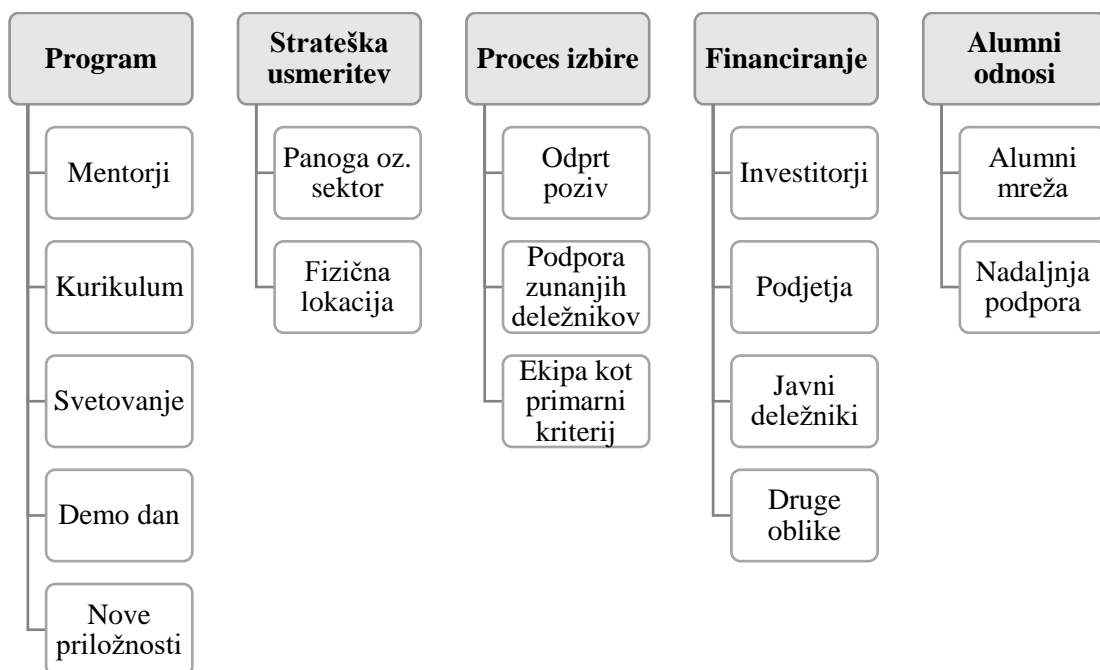 Program
Mentorji
Kurikulum
Svetovanje
Demo dan
Nove
priložnosti
Strateška
usmeritev
Panoga oz.
sektor
Fizična
lokacija
Proces izbire
Odprt
poziv
Podpora
zunanjih
deležnikov
Ekipa kot
primarni
kriterij
Financiranje
Investitorji
Podjetja
Javni
deležniki
Druge
oblike
Alumni
odnosi
Alumni
mreža
Nadaljnja
podpora